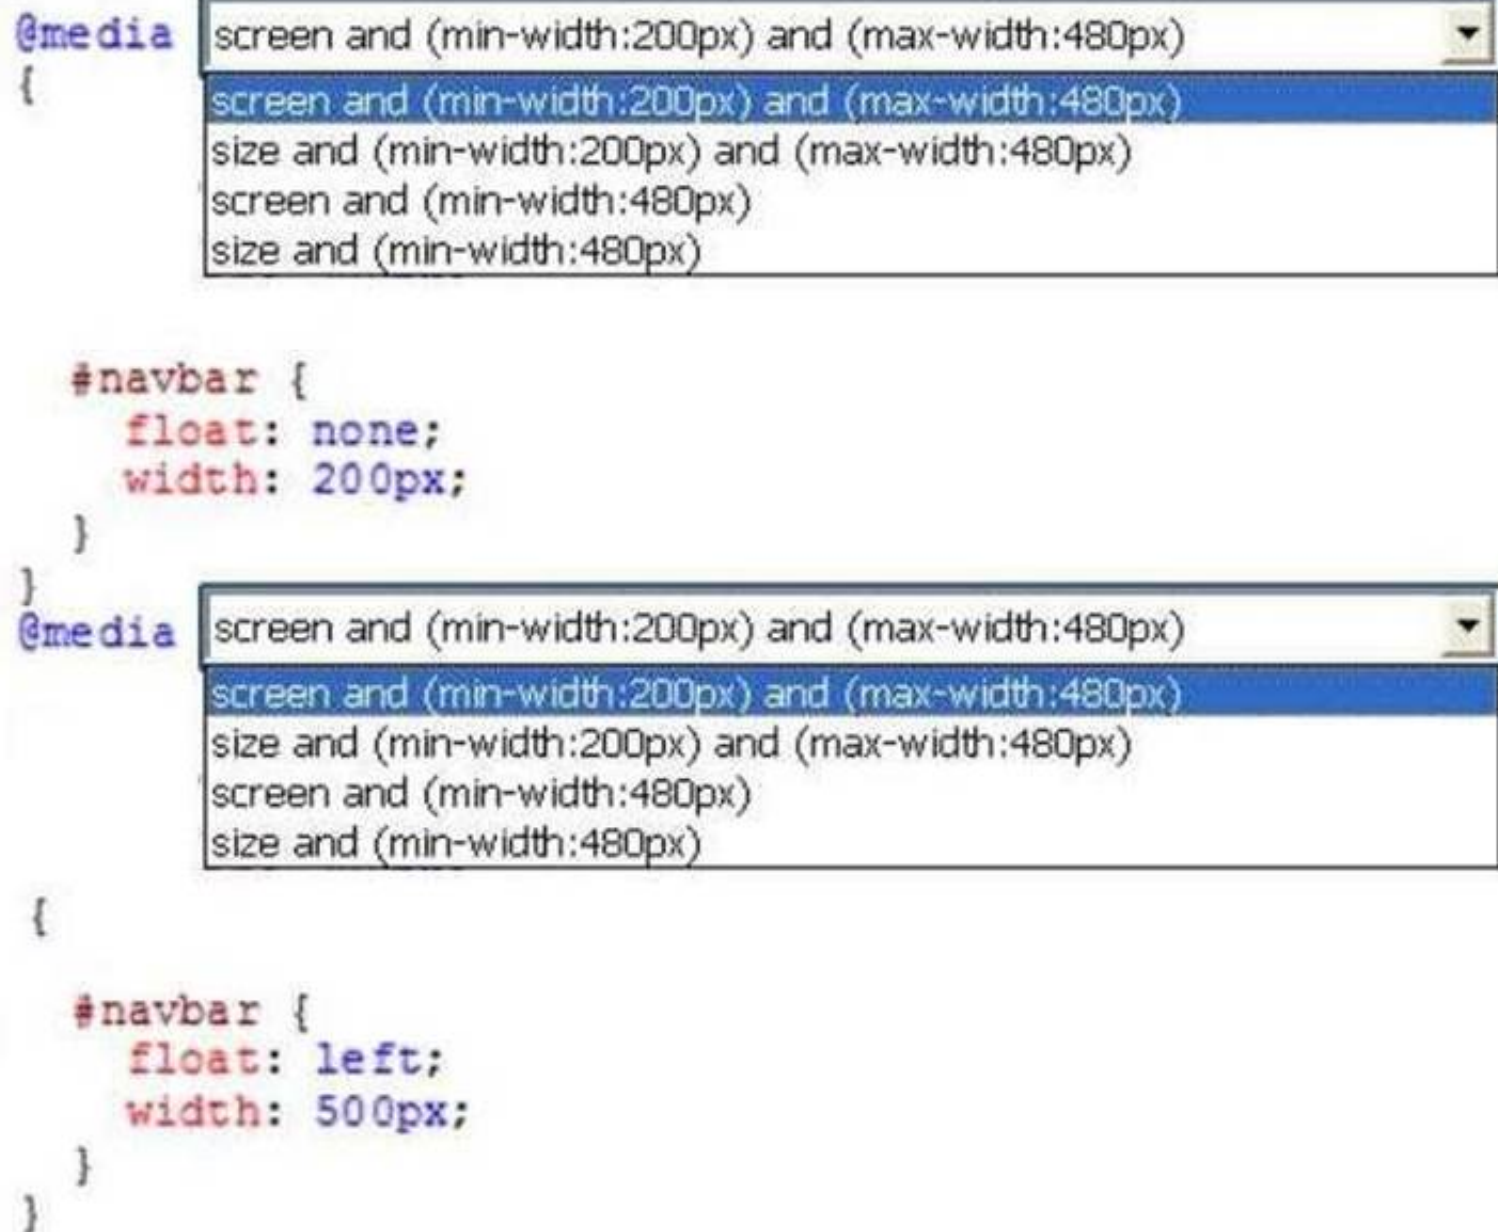 @media screen and (min-width:200px) and (max-width:480px)
{
screen and (min-width:200px) and (max-width:480px)
size and (min-width:200px) and (max-width:480px)
screen and (min-width:480px)
size and (min-width:480px)
#navbar {
float: none;
width: 200px;
}
}
@media screen and (min-width:200px) and (max-width:480px)
screen and (min-width:200px) and (max-width:480px)
size and (min-width:200px) and (max-width:480px)
screen and (min-width:480px)
size and (min-width:480px)
{
#navbar {
float: left;
width: 500px;
}
}